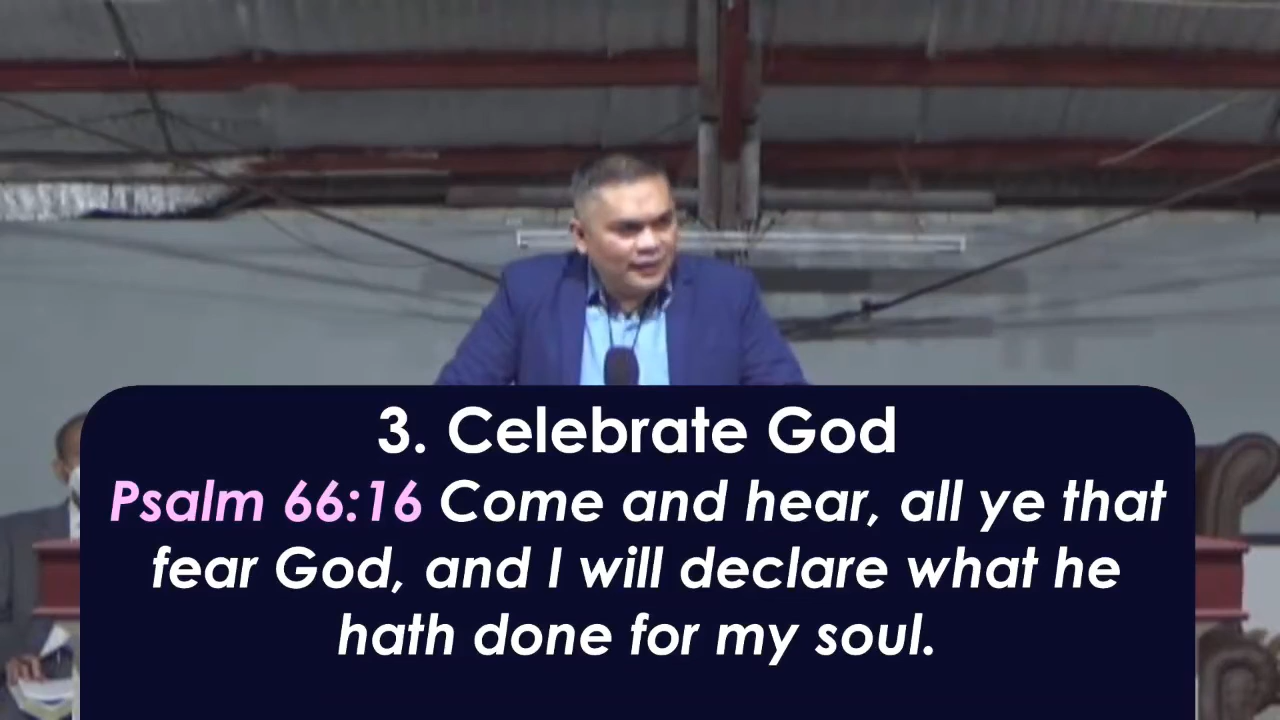 3. Celebrate God
Psalm 66:16 Come and hear, all ye that
fear God, and I will declare what he
hath done for my soul.